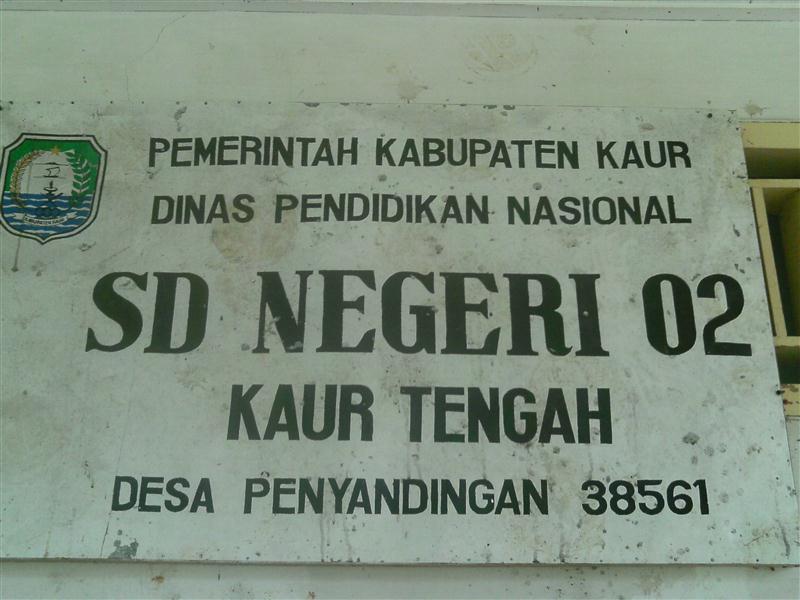 PEMERINTAH KABUPATEN KAUR
DINAS PENDIDIKAN NASIONAL
SD NEGERI 02
KAUR TENGAH
DESA PENYANDINGAN 38561